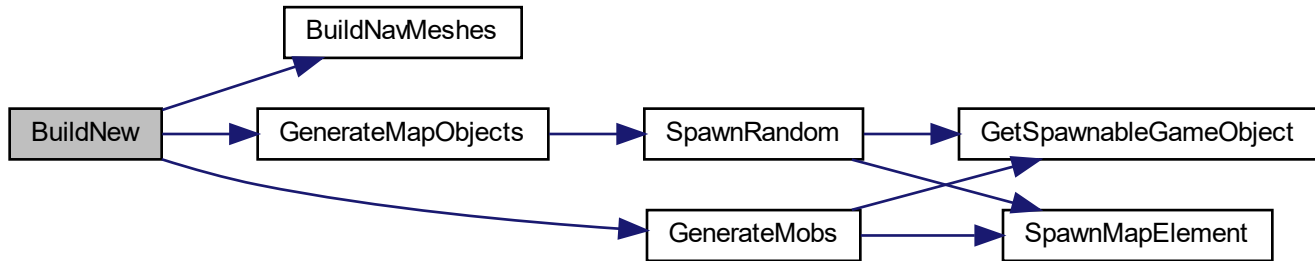 BuildNavMeshes
BuildNew
GenerateMapObjects
SpawnRandom
GetSpawnableGameObject
GenerateMobs
SpawnMapElement